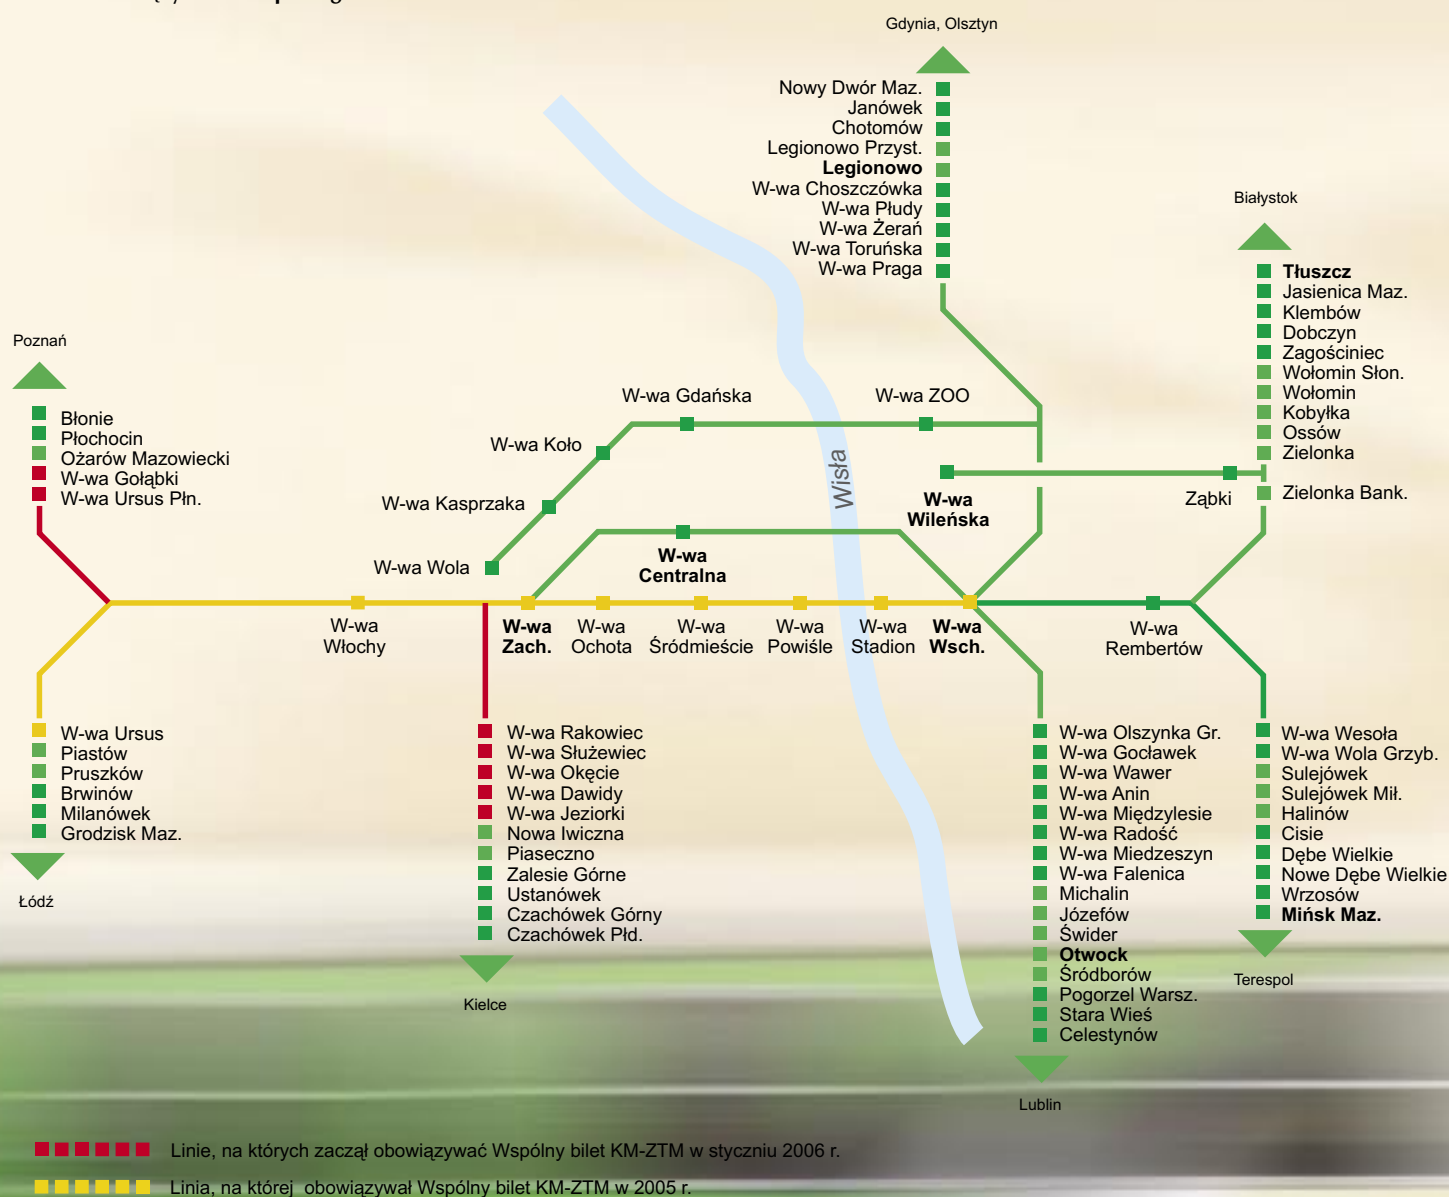 Gdynia, Olsztyn
Nowy Dwór Maz.
Janówek
Chotomów
Legionowo Przyst.
Legionowo
W-wa Choszczówka
W-wa Płudy
W-wa Żerań
W-wa Toruńska
W-wa Praga
Białystok
Tłuszcz
Jasienica Maz.
Klembów
Dobczyn
Zagościniec
Wołomin Słon.
Wołomin
Kobyłka
Ossów
Zielonka
Zielonka Bank.
Poznań
Błonie
Płochocin
Ożarów Mazowiecki
W-wa Gołąbki
W-wa Ursus Płn.
W-wa Gdańska
W-wa ZOO
W-wa Koło
W-wa Kasprzaka
W-wa Wola
Wisła
W-wa
Wileńska
Ząbki
W-wa
Centralna
W-wa
Włochy
W-wa
Zach.
W-wa
Ochota
W-wa
Śródmieście
W-wa
Powiśle
W-wa
Stadion
W-wa
Wsch.
W-wa
Rembertów
W-wa Ursus
Piastów
Pruszków
Brwinów
Milanówek
Grodzisk Maz.
Łódź
W-wa Rakowiec
W-wa Służewiec
W-wa Okęcie
W-wa Dawidy
W-wa Jeziorki
Nowa Iwiczna
Piaseczno
Zalesie Górne
Ustanówek
Czachówek Górny
Czachówek Płd.
Kielce
W-wa Olszynka Gr.
W-wa Gocławek
W-wa Wawer
W-wa Anin
W-wa Międzylesie
W-wa Radość
W-wa Miedzeszyn
W-wa Falenica
Michalin
Józefów
Świder
Otwock
Śródborów
Pogorzel Warsz.
Stara Wieś
Celestynów
Lublin
W-wa Wesoła
W-wa Wola Grzyb.
Sulejówek
Sulejówek Mił.
Halinów
Cisie
Dębe Wielkie
Nowe Dębe Wielkie
Wrzosów
Mińsk Maz.
Terespol
Linie, na których zaczął obowiązywać Wspólny bilet KM-ZTM w styczniu 2006 r.
Linia, na której obowiązywał Wspólny bilet KM-ZTM w 2005 r.